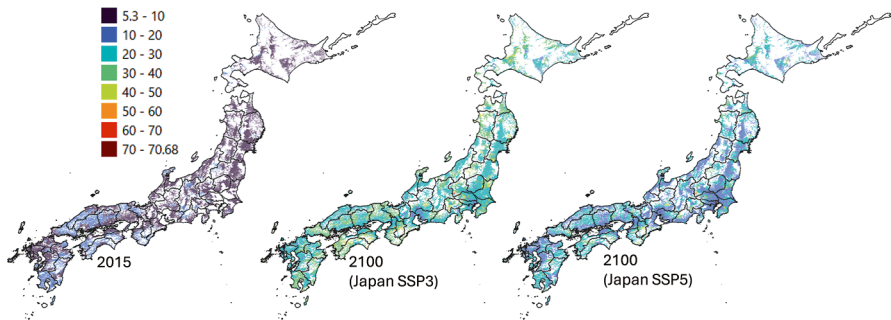 5.3 - 10
10 - 20
20 - 30
30 - 40
40 - 50
50 - 60
60 - 70
70 - 70.68
2015
2100
(Japan SSP3)
2100
(Japan SSP5)